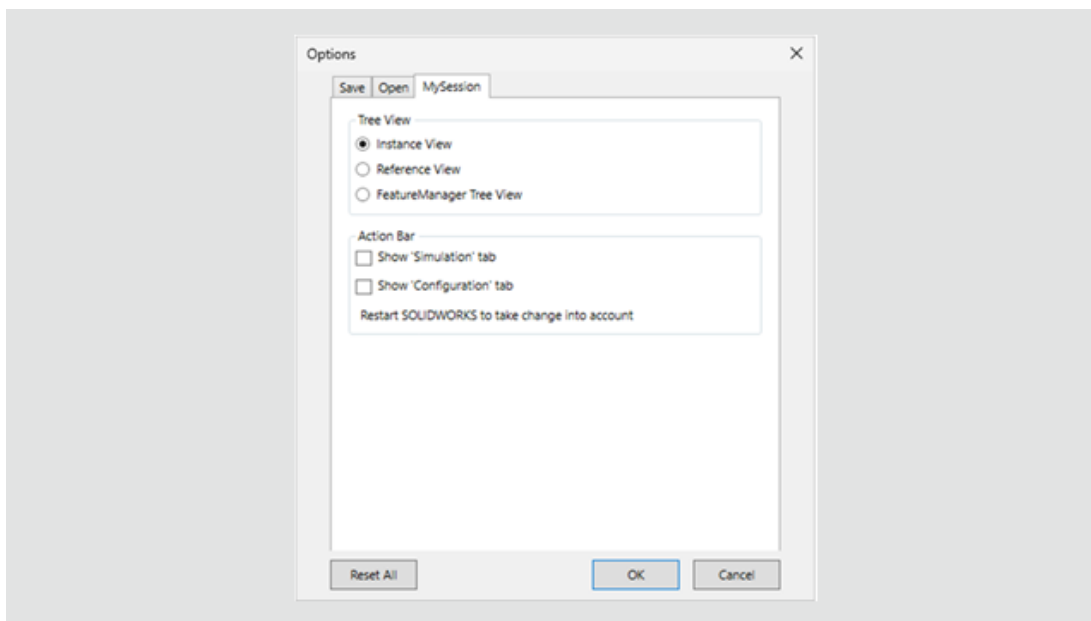 Options
Save Open MySession
Tree View
Instance View
Reference View
FeatureManager Tree View
Action Bar
Show 'Simulation' tab
Show 'Configuration' tab
Restart SOLIDWORKS to take change into account
Reset All OK Cancel